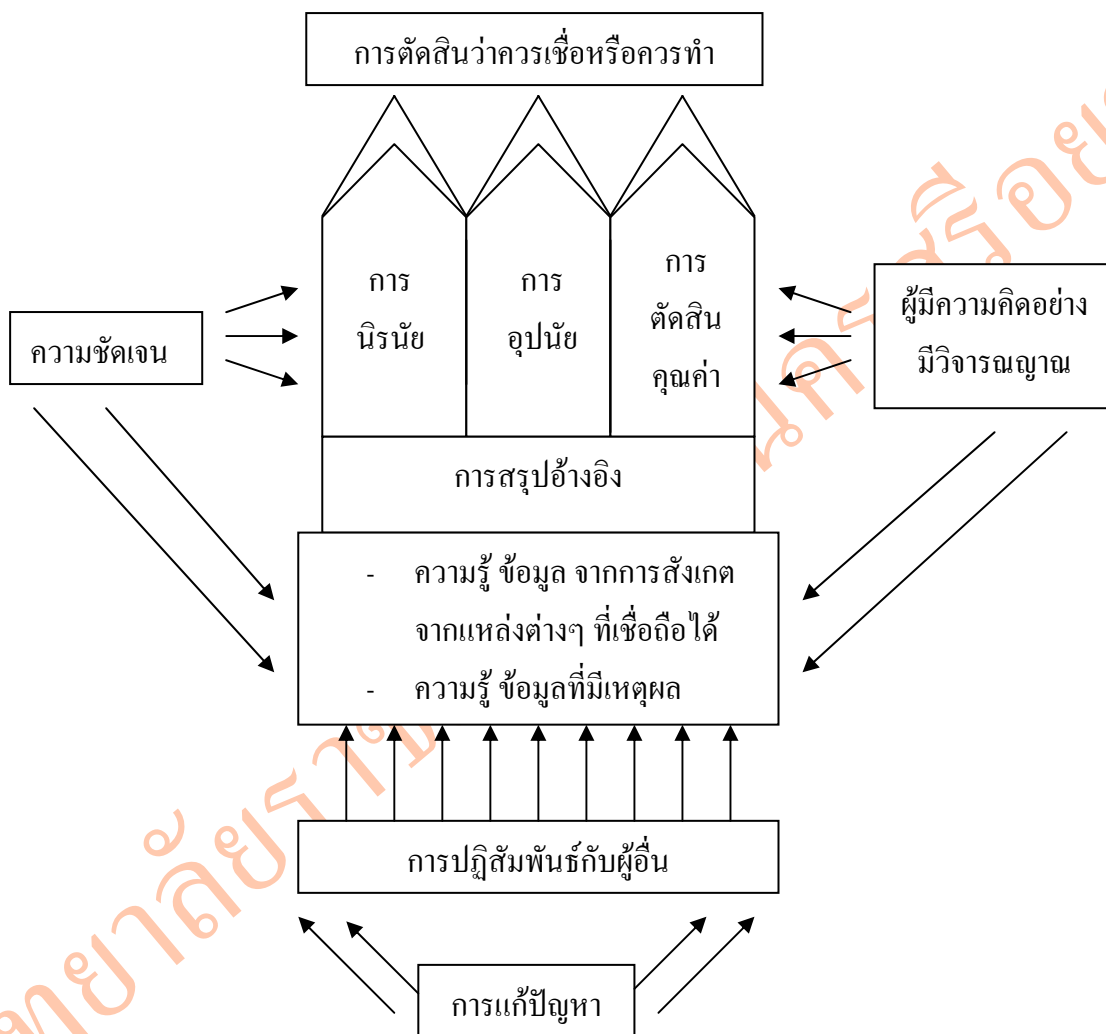 การตัดสินว่าควรเชื่อหรือควรทำ
การ
นิรนัย
การ
อุปนัย
การ
ตัดสิน
คุณค่า
ความชัดเจน
ผู้มีความคิดอย่าง
มีวิจารณญาณ
การสรุปอ้างอิง
- ความรู้ ข้อมูล จากการสังเกต
จากแหล่งต่างๆ ที่เชื่อถือได้
- ความรู้ ข้อมูลที่มีเหตุผล
การปฏิสัมพันธ์กับผู้อื่น
การแก้ปัญหา